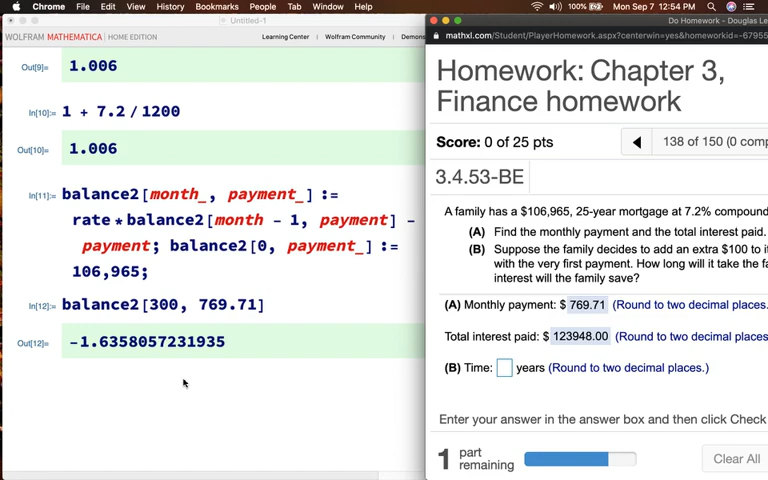 Chrome File Edit View History Bookmarks People Tab Window Help 100% Mon Sep 7 12:54 PM
Untitled-1
WOLFRAM MATHEMATICA | HOME EDITION Learning Center | Wolfram Community | Demons
Out[9]= 1.006
In[10]:= 1 + 7.2 / 1200
Out[10]= 1.006
In[11]:= balance2[month_, payment_] :=
rate * balance2[month - 1, payment] -
payment; balance2[0, payment_] :=
106,965;
In[12]:= balance2[300, 769.71]
Out[12]= -1.6358057231935
Do Homework - Douglas Le
mathxl.com/Student/PlayerHomework.aspx?centerwin=yes&homeworkid=-67955
Homework: Chapter 3,
Finance homework
Score: 0 of 25 pts 138 of 150 (0 comp
3.4.53-BE
A family has a $106,965, 25-year mortgage at 7.2% compound
(A) Find the monthly payment and the total interest paid.
(B) Suppose the family decides to add an extra $100 to it
with the very first payment. How long will it take the fa
interest will the family save?
(A) Monthly payment: $ 769.71 (Round to two decimal places.
Total interest paid: $ 123948.00 (Round to two decimal places
(B) Time: years (Round to two decimal places.)
Enter your answer in the answer box and then click Check
1 part
remaining
Clear All